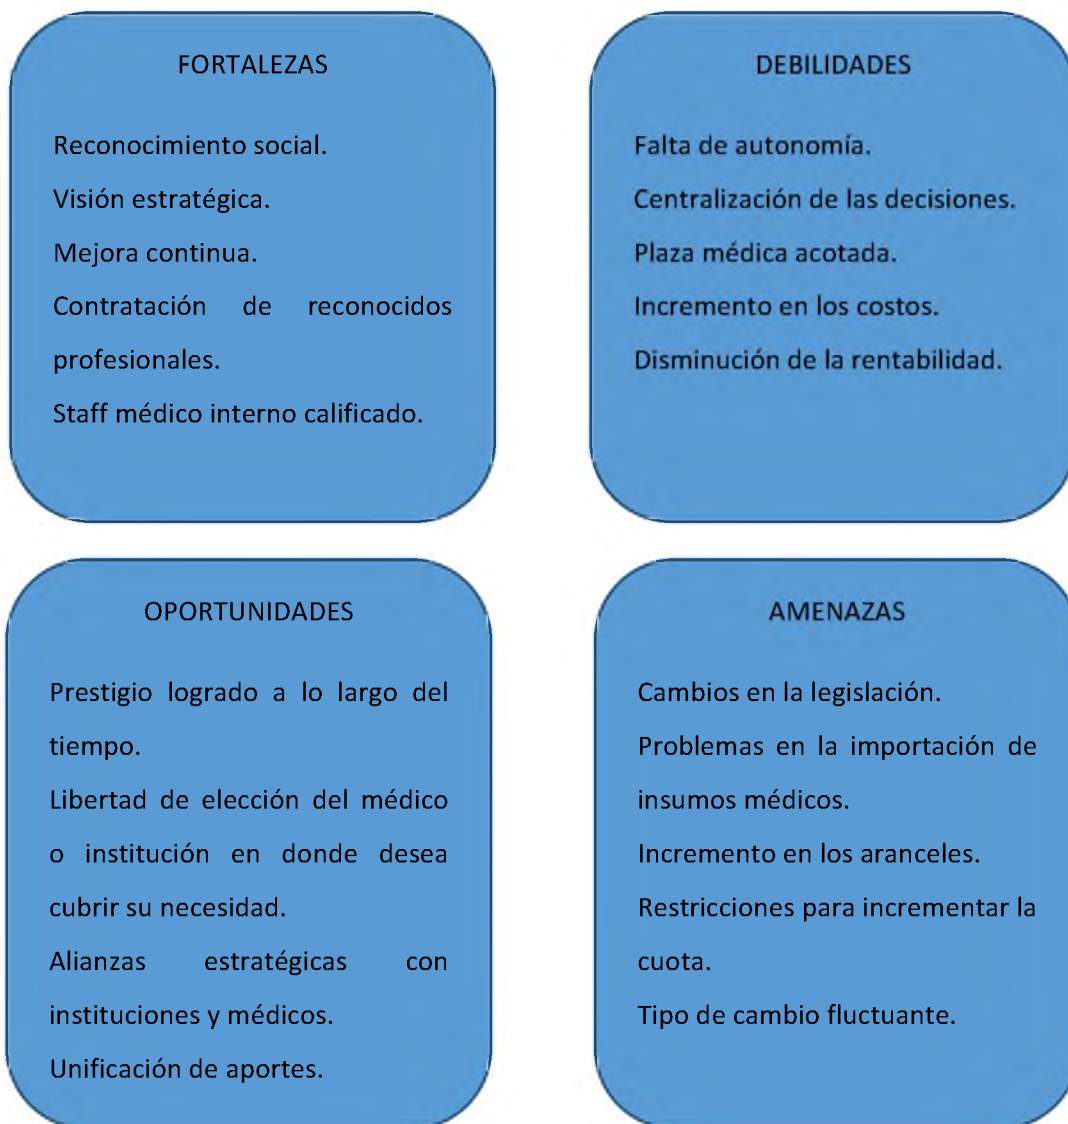 FORTALEZAS
Reconocimiento social.
Visión estratégica.
Mejora continua.
Contratación de reconocidos
profesionales.
Staff médico interno calificado.
DEBILIDADES
Falta de autonomía.
Centralización de las decisiones.
Plaza médica acotada.
Incremento en los costos.
Disminución de la rentabilidad.
OPORTUNIDADES
Prestigio logrado a lo largo del
tiempo.
Libertad de elección del médico
o institución en donde desea
cubrir su necesidad.
Alianzas estratégicas con
instituciones y médicos.
Unificación de aportes.
AMENAZAS
Cambios en la legislación.
Problemas en la importación de
insumos médicos.
Incremento en los aranceles.
Restricciones para incrementar la
cuota.
Tipo de cambio fluctuante.